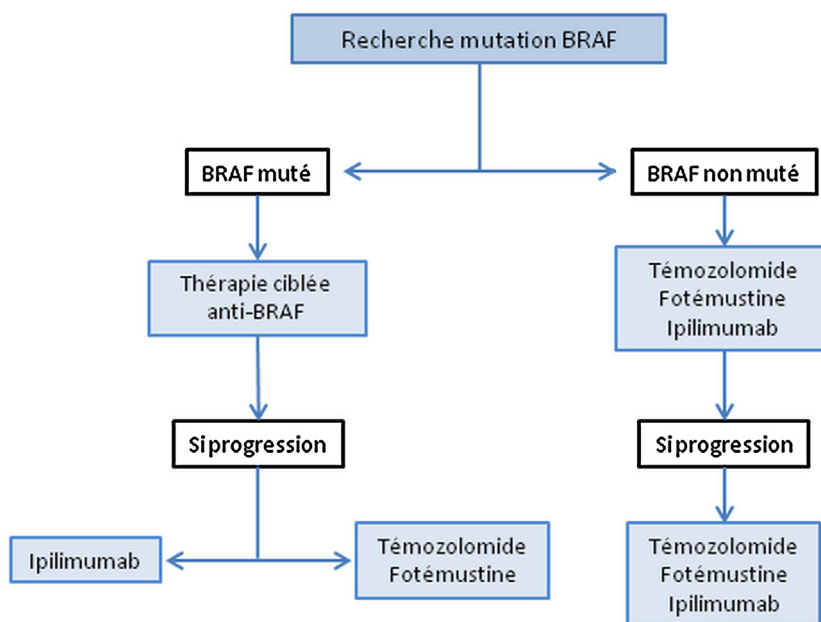 Recherche mutation BRAF
BRAF muté
BRAF non muté
Thérapie ciblée
anti-BRAF
Témozolomide
Fotémustine
Ipilimumab
Si progression
Si progression
Ipilimumab
Témozolomide
Fotémustine
Témozolomide
Fotémustine
Ipilimumab